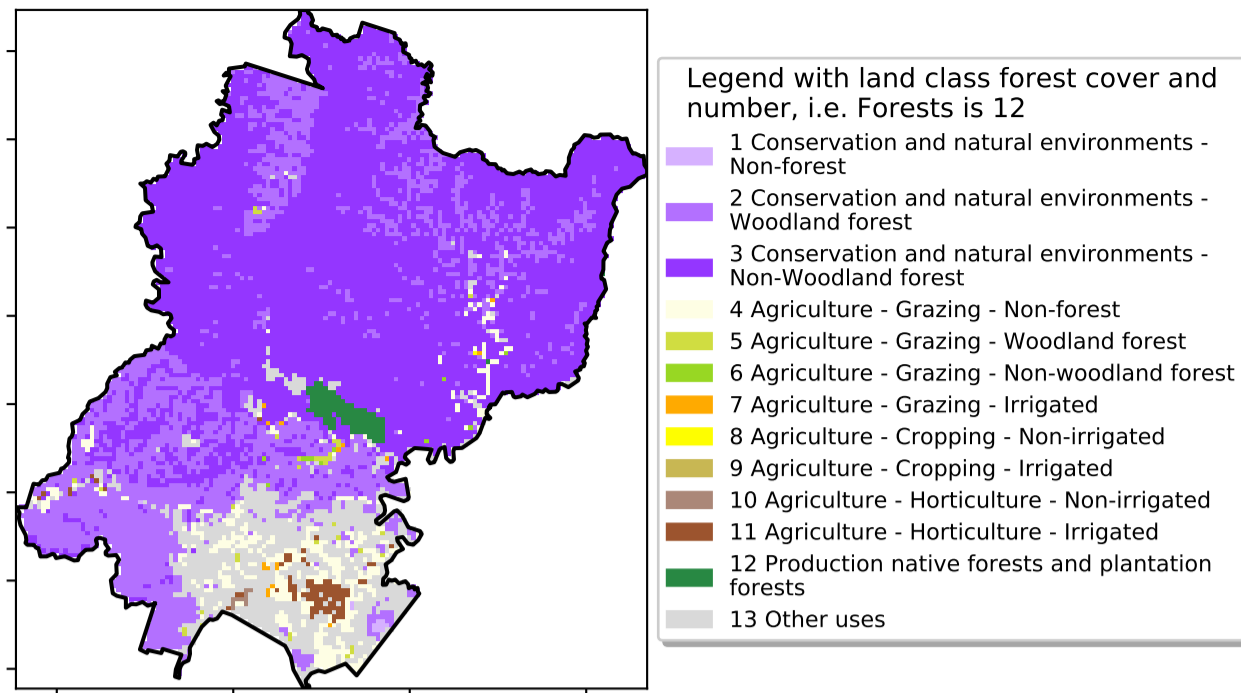 Legend with land class forest cover and
number, i.e. Forests is 12
1 Conservation and natural environments -
Non-forest
2 Conservation and natural environments -
Woodland forest
3 Conservation and natural environments -
Non-Woodland forest
4 Agriculture - Grazing - Non-forest
5 Agriculture - Grazing - Woodland forest
6 Agriculture - Grazing - Non-woodland forest
7 Agriculture - Grazing - Irrigated
8 Agriculture - Cropping - Non-irrigated
9 Agriculture - Cropping - Irrigated
10 Agriculture - Horticulture - Non-irrigated
11 Agriculture - Horticulture - Irrigated
12 Production native forests and plantation
forests
13 Other uses